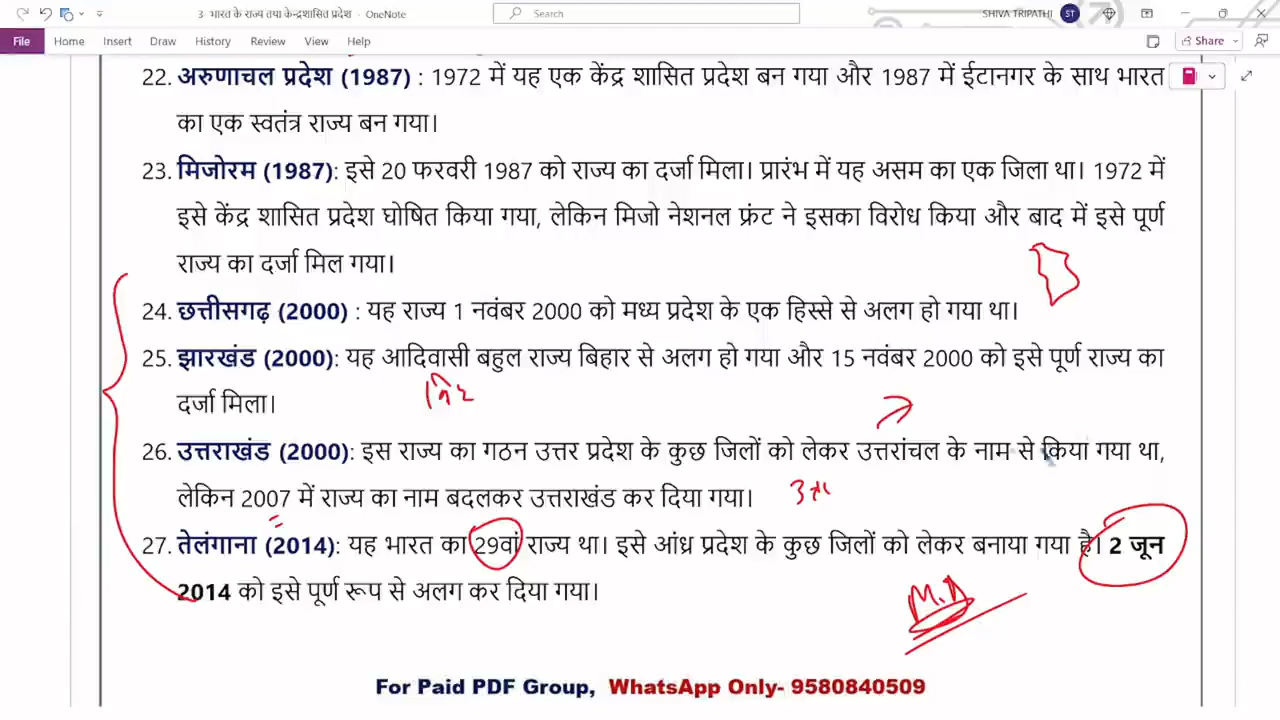 3 भारत के राज्य तथा केन्द्रशासित प्रदेश - OneNote
Search
SHIVA TRIPATHI ST
File Home Insert Draw History Review View Help Share
22. अरुणाचल प्रदेश (1987) : 1972 में यह एक केंद्र शासित प्रदेश बन गया और 1987 में ईटानगर के साथ भारत
का एक स्वतंत्र राज्य बन गया।
23. मिजोरम (1987): इसे 20 फरवरी 1987 को राज्य का दर्जा मिला। प्रारंभ में यह असम का एक जिला था। 1972 में
इसे केंद्र शासित प्रदेश घोषित किया गया, लेकिन मिजो नेशनल फ्रंट ने इसका विरोध किया और बाद में इसे पूर्ण
राज्य का दर्जा मिल गया।
24. छत्तीसगढ़ (2000) : यह राज्य 1 नवंबर 2000 को मध्य प्रदेश के एक हिस्से से अलग हो गया था।
25. झारखंड (2000): यह आदिवासी बहुल राज्य बिहार से अलग हो गया और 15 नवंबर 2000 को इसे पूर्ण राज्य का
दर्जा मिला।
26. उत्तराखंड (2000): इस राज्य का गठन उत्तर प्रदेश के कुछ जिलों को लेकर उत्तरांचल के नाम से किया गया था,
लेकिन 2007 में राज्य का नाम बदलकर उत्तराखंड कर दिया गया।
27. तेलंगाना (2014): यह भारत का 29वां राज्य था। इसे आंध्र प्रदेश के कुछ जिलों को लेकर बनाया गया है। 2 जून
2014 को इसे पूर्ण रूप से अलग कर दिया गया।
For Paid PDF Group, WhatsApp Only- 9580840509